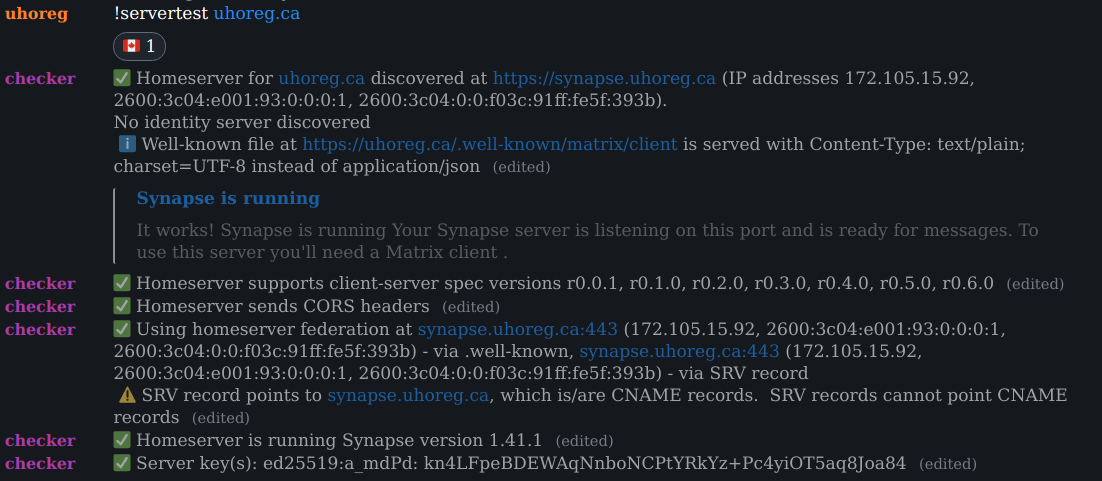 uhoreg !servertest uhoreg.ca
🇨🇦 1
checker ✅ Homeserver for uhoreg.ca discovered at https://synapse.uhoreg.ca (IP addresses 172.105.15.92,
2600:3c04:e001:93:0:0:0:1, 2600:3c04:0:0:f03c:91ff:fe5f:393b).
No identity server discovered
ℹ️ Well-known file at https://uhoreg.ca/.well-known/matrix/client is served with Content-Type: text/plain;
charset=UTF-8 instead of application/json (edited)
Synapse is running
It works! Synapse is running Your Synapse server is listening on this port and is ready for messages. To
use this server you'll need a Matrix client .
checker ✅ Homeserver supports client-server spec versions r0.0.1, r0.1.0, r0.2.0, r0.3.0, r0.4.0, r0.5.0, r0.6.0 (edited)
checker ✅ Homeserver sends CORS headers (edited)
checker ✅ Using homeserver federation at synapse.uhoreg.ca:443 (172.105.15.92, 2600:3c04:e001:93:0:0:0:1,
2600:3c04:0:0:f03c:91ff:fe5f:393b) - via .well-known, synapse.uhoreg.ca:443 (172.105.15.92,
2600:3c04:e001:93:0:0:0:1, 2600:3c04:0:0:f03c:91ff:fe5f:393b) - via SRV record
⚠️ SRV record points to synapse.uhoreg.ca, which is/are CNAME records.  SRV records cannot point CNAME
records (edited)
checker ✅ Homeserver is running Synapse version 1.41.1 (edited)
checker ✅ Server key(s): ed25519:a_mdPd: kn4LFpeBDEWAqNnboNCPtYRkYz+Pc4yiOT5aq8Joa84 (edited)